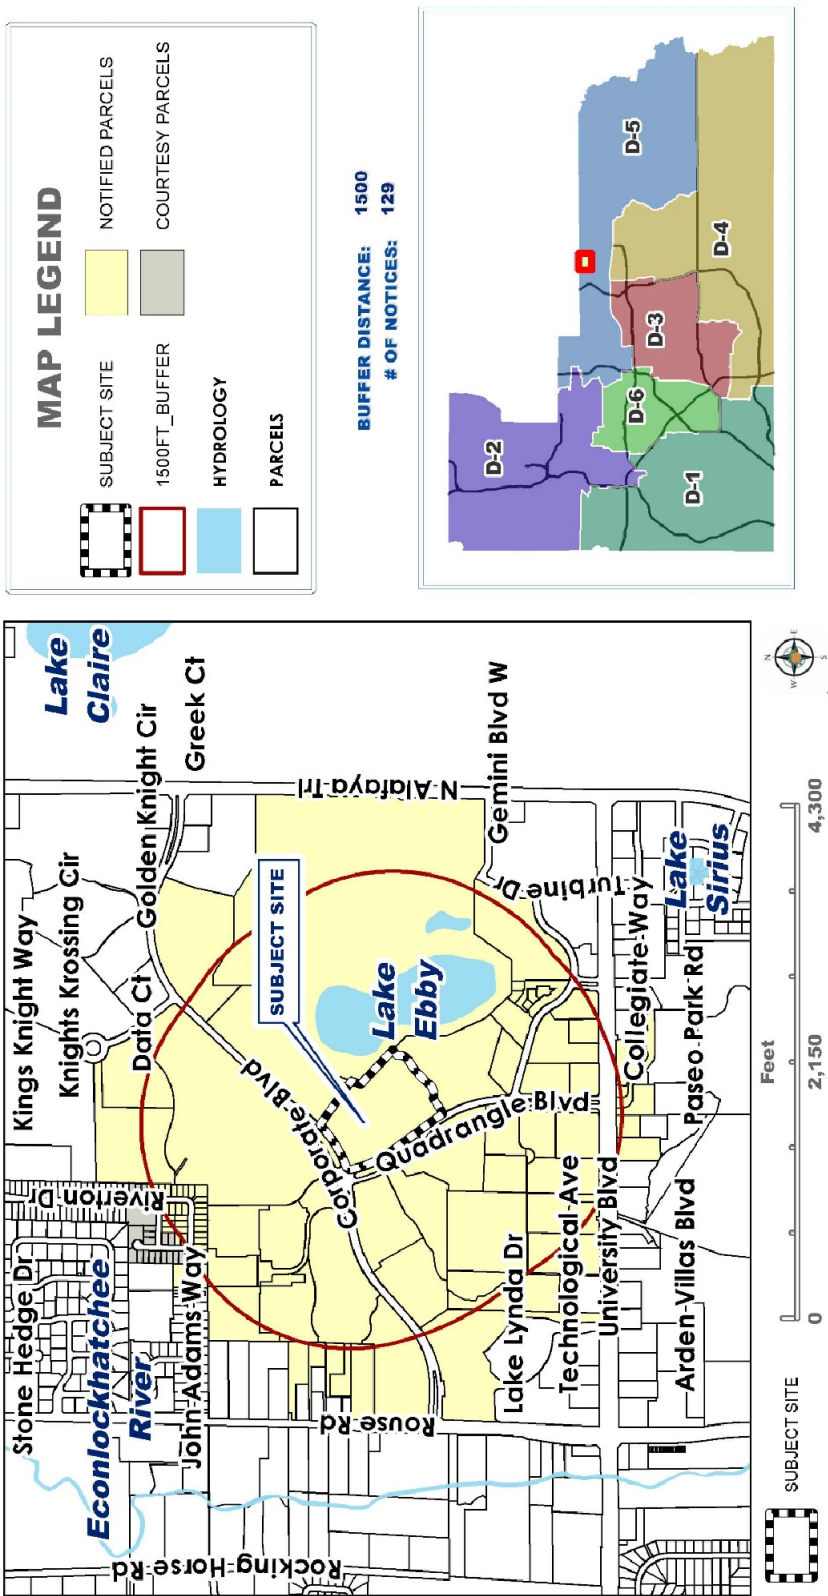 Lake
Claire
Kings Knight Way
Knights Krossing Cir
Golden Knight Cir
Greek Ct
Data Ct
Stone Hedge Dr
Riverton Dr
Econlockhatchee
River
John Adams Way
Rocking Horse Rd
N Alafaya Trl
SUBJECT SITE
Corporate Blvd
Lake
Ebby
Rouse Rd
Quadrangle Blvd
Gemini Blvd W
Turbine Dr
Lake Lynda Dr
Technological Ave
University Blvd
Collegiate Way
Lake
Sirius
Paseo Park Rd
Arden Villas Blvd
SUBJECT SITE
Feet
0
2,150
4,300
N
E
S
W
MAP LEGEND
SUBJECT SITE
NOTIFIED PARCELS
1500FT_BUFFER
COURTESY PARCELS
HYDROLOGY
PARCELS
BUFFER DISTANCE: 1500
# OF NOTICES: 129
D-2
D-5
D-6
D-3
D-4
D-1